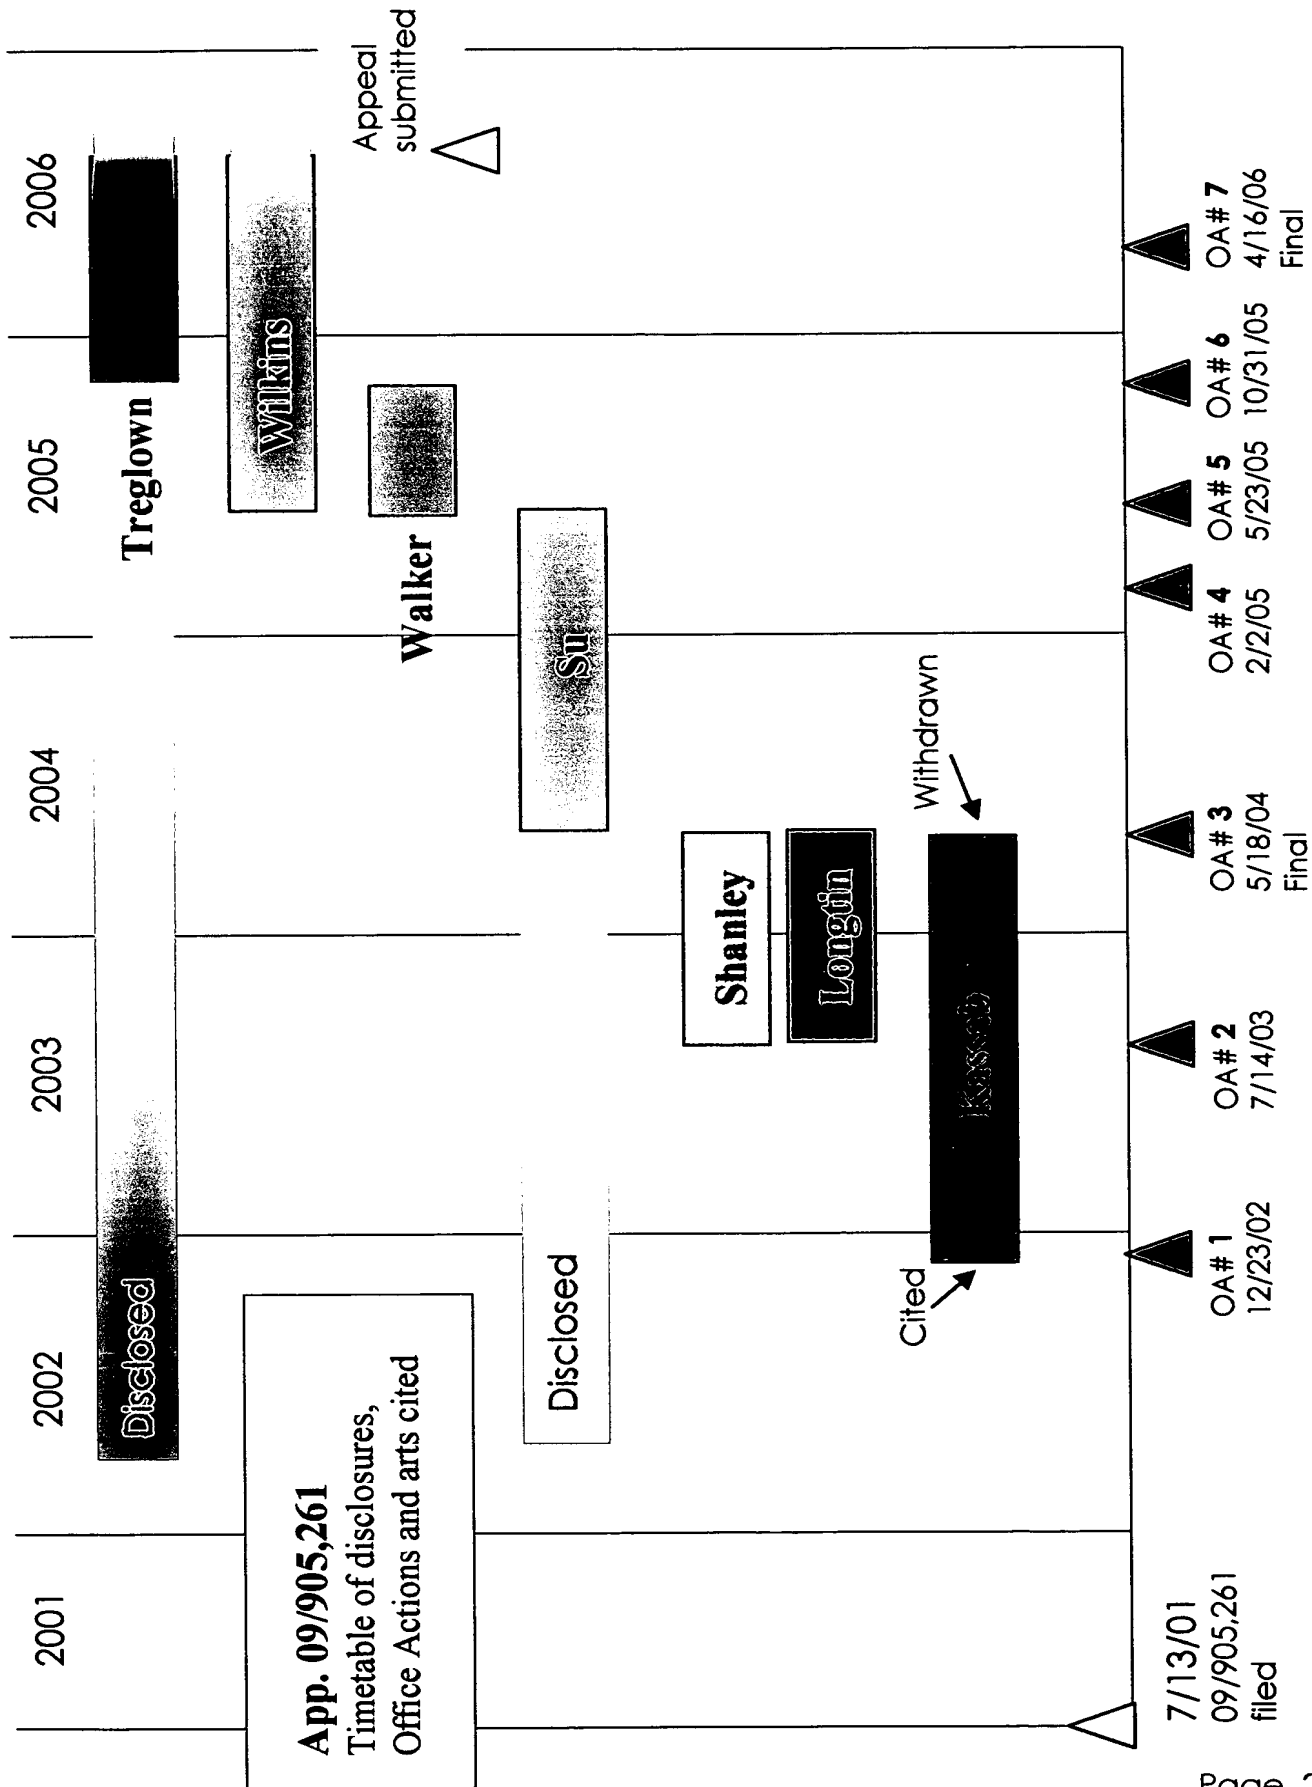 2001
2002
2003
2004
2005
2006
Disclosed
Treglown
App. 09/905,261
Timetable of disclosures,
Office Actions and arts cited
Wilkins
Walker
Appeal
submitted
Disclosed
Su
Shanley
Longtin
Cited
Withdrawn
7/13/01
09/905,261
filed
OA# 1
12/23/02
OA# 2
7/14/03
OA# 3
5/18/04
Final
OA# 4
2/2/05
OA# 5
5/23/05
OA# 6
10/31/05
OA# 7
4/16/06
Final